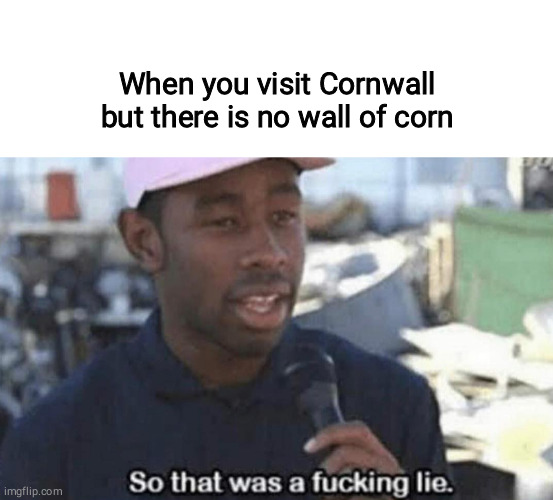 When you visit Cornwall
but there is no wall of corn
So that was a fucking lie.
imgflip.com